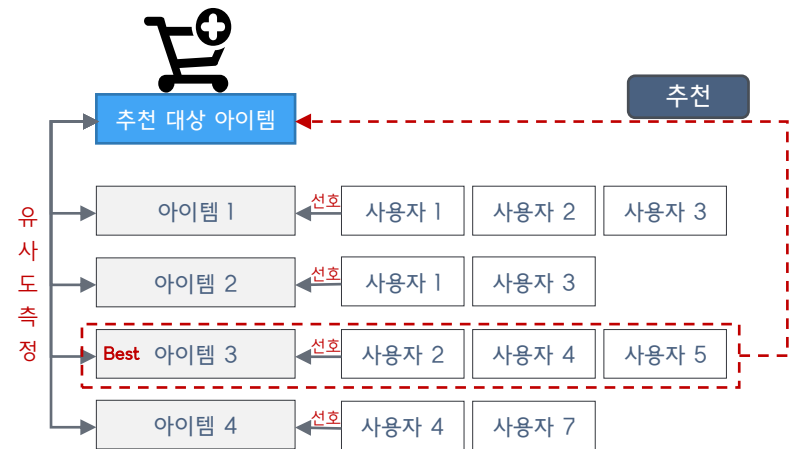 추천
추천 대상 아이템
유사도측정
아이템 1
선호
사용자 1
사용자 2
사용자 3
아이템 2
선호
사용자 1
사용자 3
Best 아이템 3
선호
사용자 2
사용자 4
사용자 5
아이템 4
선호
사용자 4
사용자 7